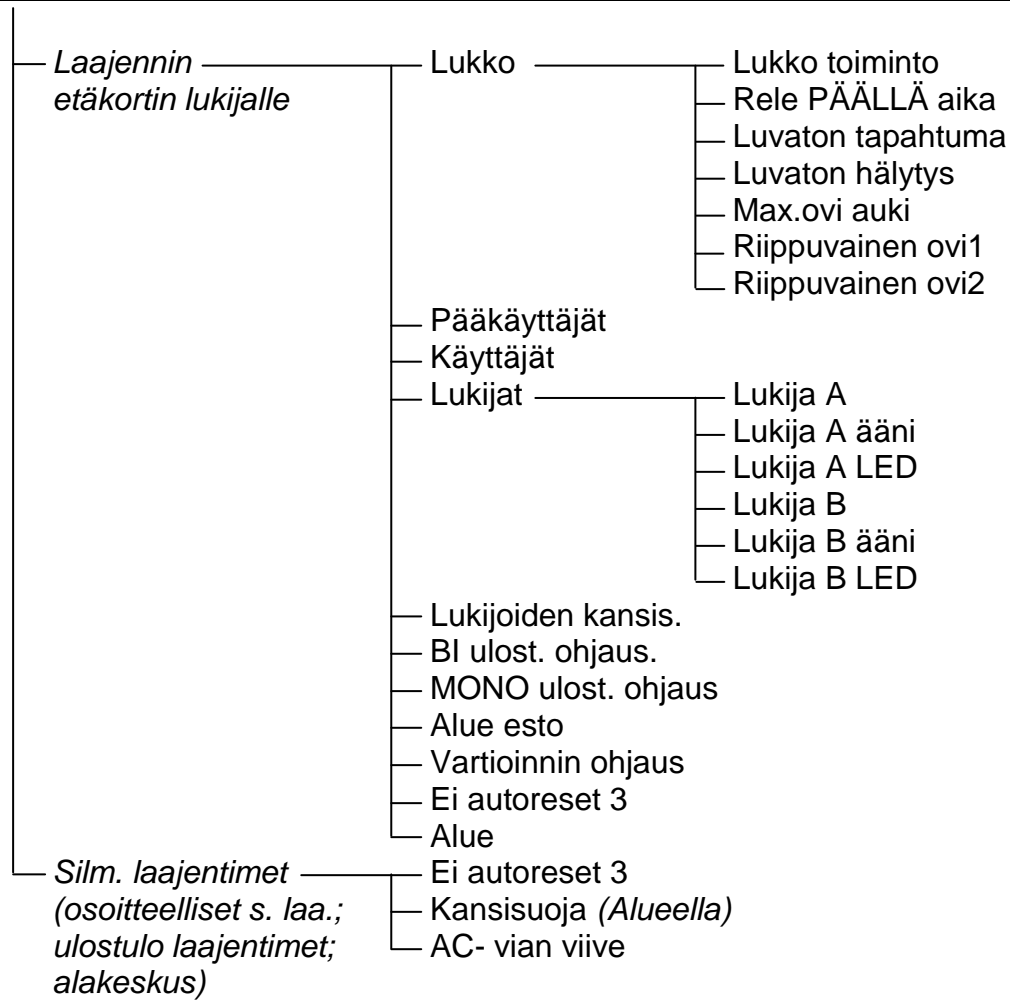 Laajennin
etäkortin lukijalle
Lukko
Lukko toiminto
Rele PÄÄLLÄ aika
Luvaton tapahtuma
Luvaton hälytys
Max.ovi auki
Riippuvainen ovi1
Riippuvainen ovi2
Pääkäyttäjät
Käyttäjät
Lukijat
Lukija A
Lukija A ääni
Lukija A LED
Lukija B
Lukija B ääni
Lukija B LED
Lukijoiden kansis.
BI ulost. ohjaus.
MONO ulost. ohjaus
Alue esto
Vartioinnin ohjaus
Ei autoreset 3
Alue
Silm. laajentimet
(osoitteelliset s. laa.;
ulostulo laajentimet;
alakeskus)
Ei autoreset 3
Kansisuoja (Alueella)
AC- vian viive